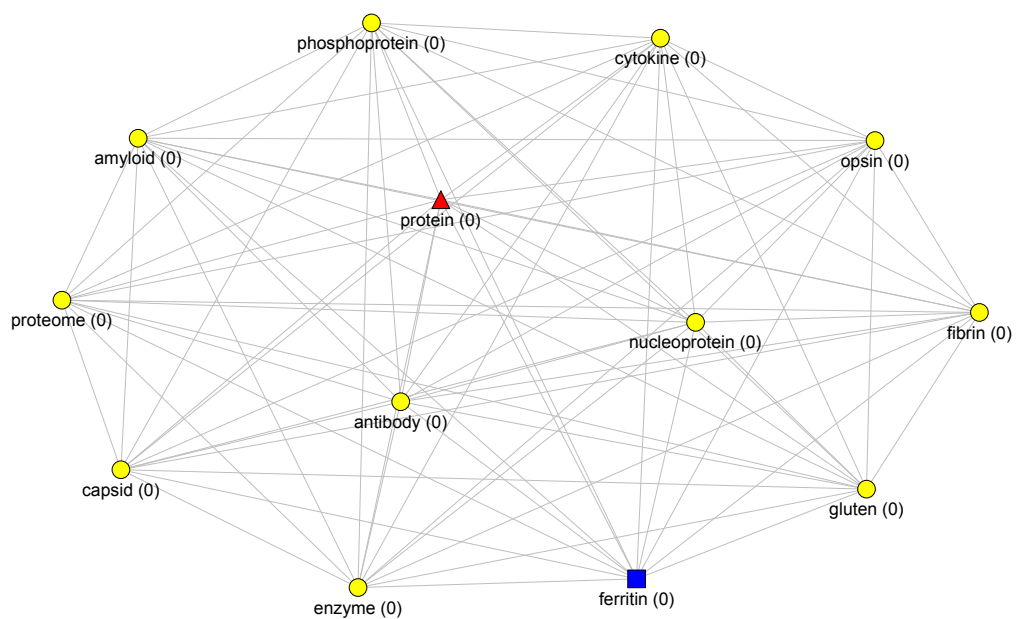 phosphoprotein (0)
cytokine (0)
amyloid (0)
opsin (0)
protein (0)
proteome (0)
nucleoprotein (0)
fibrin (0)
antibody (0)
capsid (0)
gluten (0)
enzyme (0)
ferritin (0)